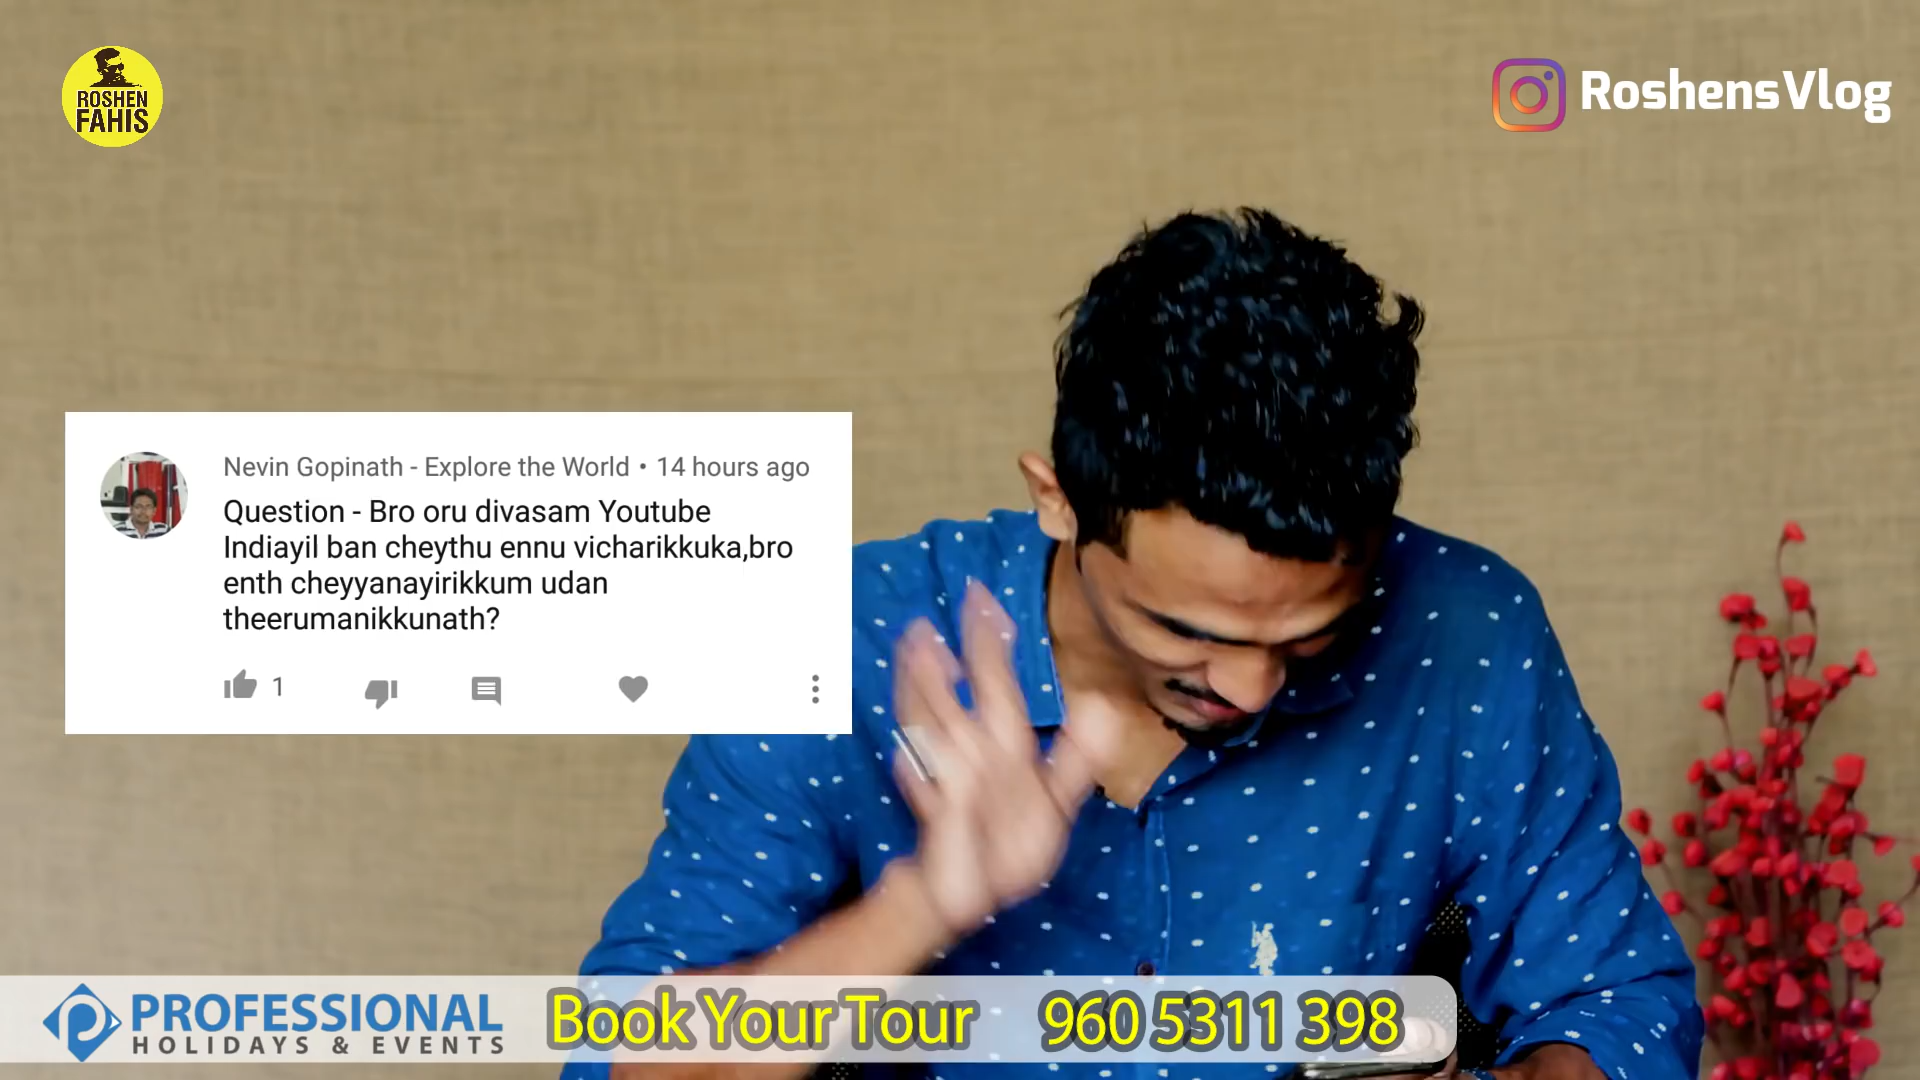 ROSHEN
FAHIS
RoshensVlog
Nevin Gopinath - Explore the World • 14 hours ago
Question - Bro oru divasam Youtube
Indiayil ban cheythu ennu vicharikkuka,bro
enth cheyyanayirikkum udan
theerumanikkunath?
1
PROFESSIONAL
HOLIDAYS & EVENTS
Book Your Tour
960 5311 398